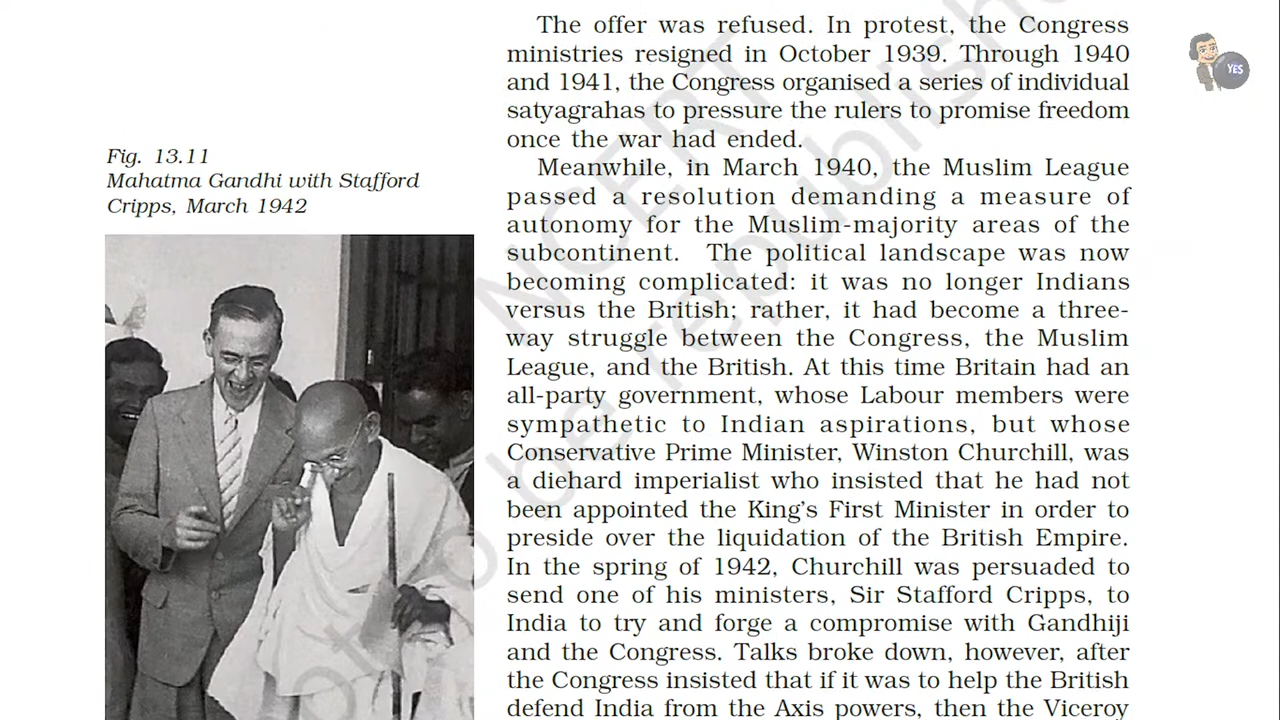 The offer was refused. In protest, the Congress
ministries resigned in October 1939. Through 1940
and 1941, the Congress organised a series of individual
satyagrahas to pressure the rulers to promise freedom
once the war had ended.
Meanwhile, in March 1940, the Muslim League
passed a resolution demanding a measure of
autonomy for the Muslim-majority areas of the
subcontinent. The political landscape was now
becoming complicated: it was no longer Indians
versus the British; rather, it had become a three-
way struggle between the Congress, the Muslim
League, and the British. At this time Britain had an
all-party government, whose Labour members were
sympathetic to Indian aspirations, but whose
Conservative Prime Minister, Winston Churchill, was
a diehard imperialist who insisted that he had not
been appointed the King's First Minister in order to
preside over the liquidation of the British Empire.
In the spring of 1942, Churchill was persuaded to
send one of his ministers, Sir Stafford Cripps, to
India to try and forge a compromise with Gandhiji
and the Congress. Talks broke down, however, after
the Congress insisted that if it was to help the British
defend India from the Axis powers, then the Viceroy
Fig. 13.11
Mahatma Gandhi with Stafford
Cripps, March 1942
YES
NCERT
not to be republished